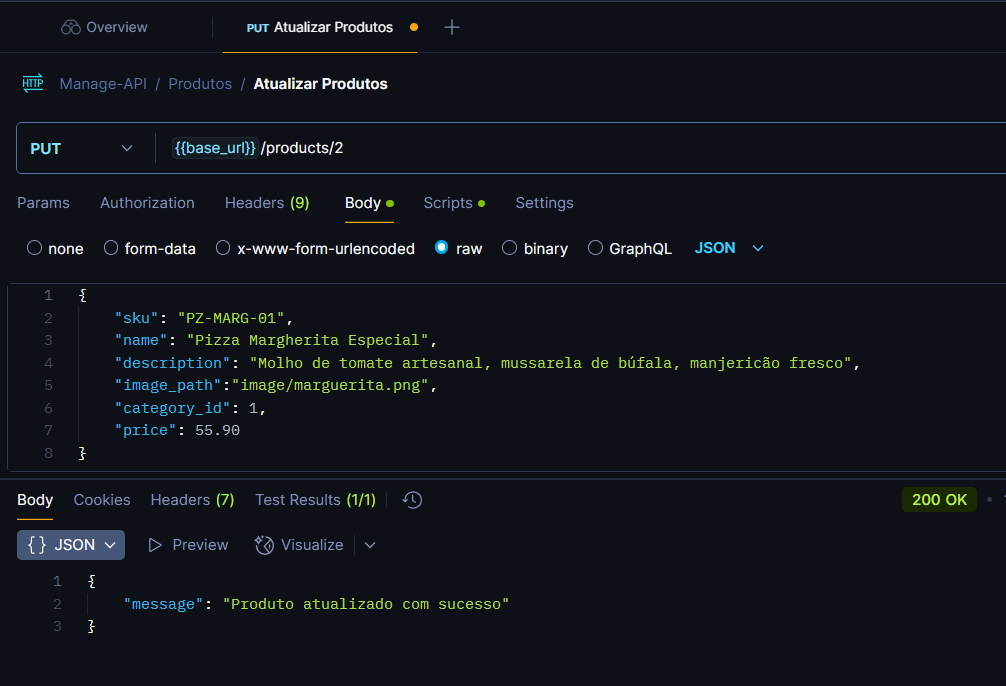 Overview PUT Atualizar Produtos
HTTP Manage-API / Produtos / Atualizar Produtos
PUT {{base_url}}/products/2
Params Authorization Headers (9) Body Scripts Settings
none form-data x-www-form-urlencoded raw binary GraphQL JSON
1 {
2 "sku": "PZ-MARG-01",
3 "name": "Pizza Margherita Especial",
4 "description": "Molho de tomate artesanal, mussarela de búfala, manjericão fresco",
5 "image_path":"image/marguerita.png",
6 "category_id": 1,
7 "price": 55.90
8 }
Body Cookies Headers (7) Test Results (1/1) 200 OK
{} JSON Preview Visualize
1 {
2 "message": "Produto atualizado com sucesso"
3 }